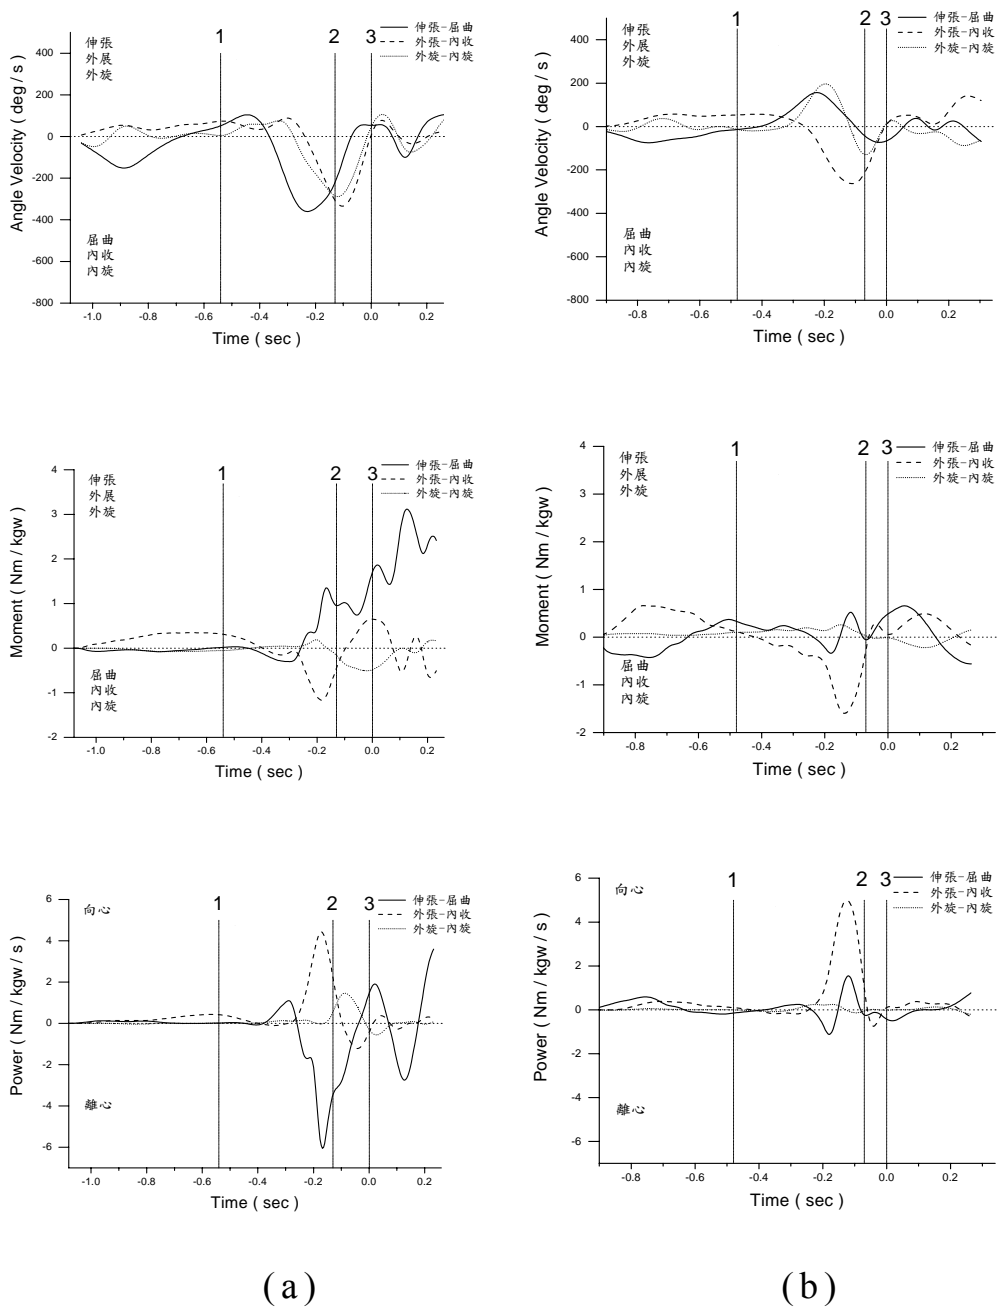 1 2 3
伸張-屈曲
外張-內收
外旋-內旋
伸張
外展
外旋
屈曲
內收
內旋
400
200
0
-200
-400
-600
-800
Angle Velocity ( deg / s )
-1.0 -0.8 -0.6 -0.4 -0.2 0.0 0.2
Time ( sec )
1 2 3
伸張-屈曲
外張-內收
外旋-內旋
伸張
外展
外旋
屈曲
內收
內旋
400
200
0
-200
-400
-600
-800
Angle Velocity ( deg / s )
-0.8 -0.6 -0.4 -0.2 0.0 0.2
Time ( sec )
1 2 3
伸張-屈曲
外張-內收
外旋-內旋
伸張
外展
外旋
屈曲
內收
內旋
4
3
2
1
0
-1
-2
Moment ( Nm / kgw )
-1.0 -0.8 -0.6 -0.4 -0.2 0.0 0.2
Time ( sec )
1 2 3
伸張-屈曲
外張-內收
外旋-內旋
伸張
外展
外旋
屈曲
內收
內旋
4
3
2
1
0
-1
-2
Moment ( Nm / kgw )
-0.8 -0.6 -0.4 -0.2 0.0 0.2
Time ( sec )
1 2 3
伸張-屈曲
外張-內收
外旋-內旋
向心
離心
6
4
2
0
-2
-4
-6
Power ( Nm / kgw / s )
-1.0 -0.8 -0.6 -0.4 -0.2 0.0 0.2
Time ( sec )
1 2 3
伸張-屈曲
外張-內收
外旋-內旋
向心
離心
6
4
2
0
-2
-4
-6
Power ( Nm / kgw / s )
-0.8 -0.6 -0.4 -0.2 0.0 0.2
Time ( sec )
(a) (b)